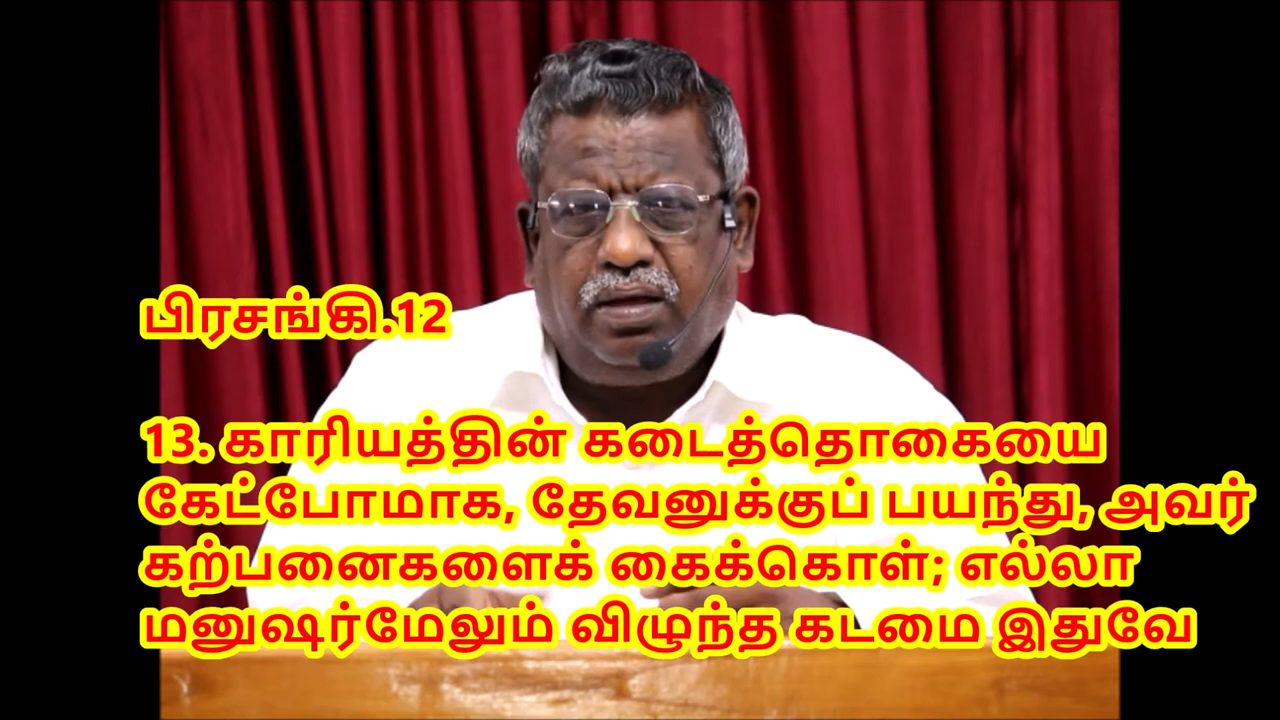 பிரசங்கி.12
13. காரியத்தின் கடைத்தொகையை
கேட்போமாக, தேவனுக்குப் பயந்து, அவர்
கற்பனைகளைக் கைக்கொள்; எல்லா
மனுஷர்மேலும் விழுந்த கடமை இதுவே